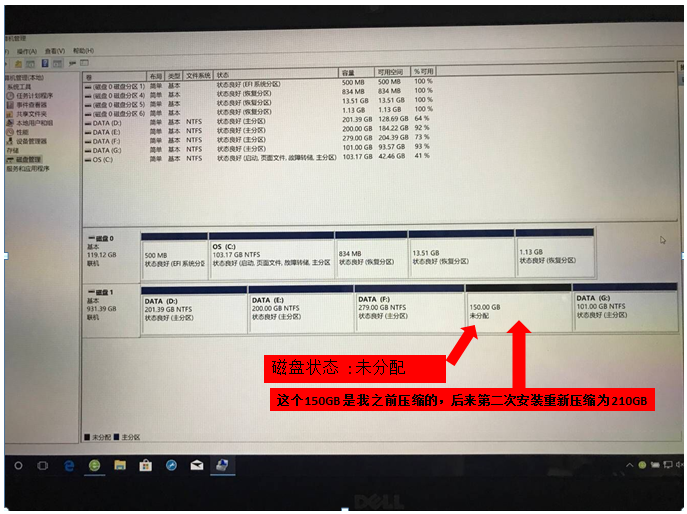 计算机管理
操作(A) 查看(V) 帮助(H)
计算机管理(本地)
系统工具
任务计划程序
事件查看器
共享文件夹
本地用户和组
性能
设备管理器
存储
磁盘管理
服务和应用程序
卷 布局 类型 文件系统 状态 容量 可用空间 % 可用
(磁盘 0 磁盘分区 1) 简单 基本 状态良好 (EFI 系统分区) 500 MB 500 MB 100 %
(磁盘 0 磁盘分区 4) 简单 基本 状态良好 (恢复分区) 834 MB 834 MB 100 %
(磁盘 0 磁盘分区 5) 简单 基本 状态良好 (恢复分区) 13.51 GB 13.51 GB 100 %
(磁盘 0 磁盘分区 6) 简单 基本 状态良好 (恢复分区) 1.13 GB 1.13 GB 100 %
DATA (D:) 简单 基本 NTFS 状态良好 (主分区) 201.39 GB 128.69 GB 64 %
DATA (E:) 简单 基本 NTFS 状态良好 (主分区) 200.00 GB 184.22 GB 92 %
DATA (F:) 简单 基本 NTFS 状态良好 (主分区) 279.00 GB 204.39 GB 73 %
DATA (G:) 简单 基本 NTFS 状态良好 (主分区) 101.00 GB 93.57 GB 93 %
OS (C:) 简单 基本 NTFS 状态良好 (启动, 页面文件, 故障转储, 主分区) 103.17 GB 42.46 GB 41 %
磁盘 0
基本
119.12 GB
联机
500 MB
状态良好 (EFI 系统分区
OS (C:)
103.17 GB NTFS
状态良好 (启动, 页面文件, 故障转储, 主分区
834 MB
状态良好 (恢复分区)
13.51 GB
状态良好 (恢复分区)
1.13 GB
状态良好 (恢复分区)
磁盘 1
基本
931.39 GB
联机
DATA (D:)
201.39 GB NTFS
状态良好 (主分区)
DATA (E:)
200.00 GB NTFS
状态良好 (主分区)
DATA (F:)
279.00 GB NTFS
状态良好 (主分区)
150.00 GB
未分配
DATA (G:)
101.00 GB NTFS
状态良好 (主分区)
磁盘状态 :未分配
这个150GB是我之前压缩的，后来第二次安装重新压缩为210GB
未分配 主分区
DELL